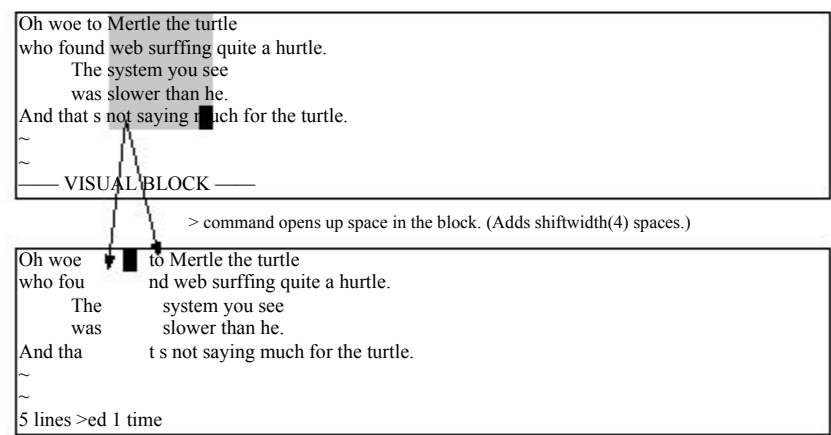 Oh woe to Mertle the turtle
who found web surffing quite a hurtle.
The system you see
was slower than he.
And that s not saying much for the turtle.
~
~
—— VISUAL BLOCK ——
> command opens up space in the block. (Adds shiftwidth(4) spaces.)
Oh woe to Mertle the turtle
who fou nd web surffing quite a hurtle.
The system you see
was slower than he.
And tha t s not saying much for the turtle.
~
~
5 lines >ed 1 time